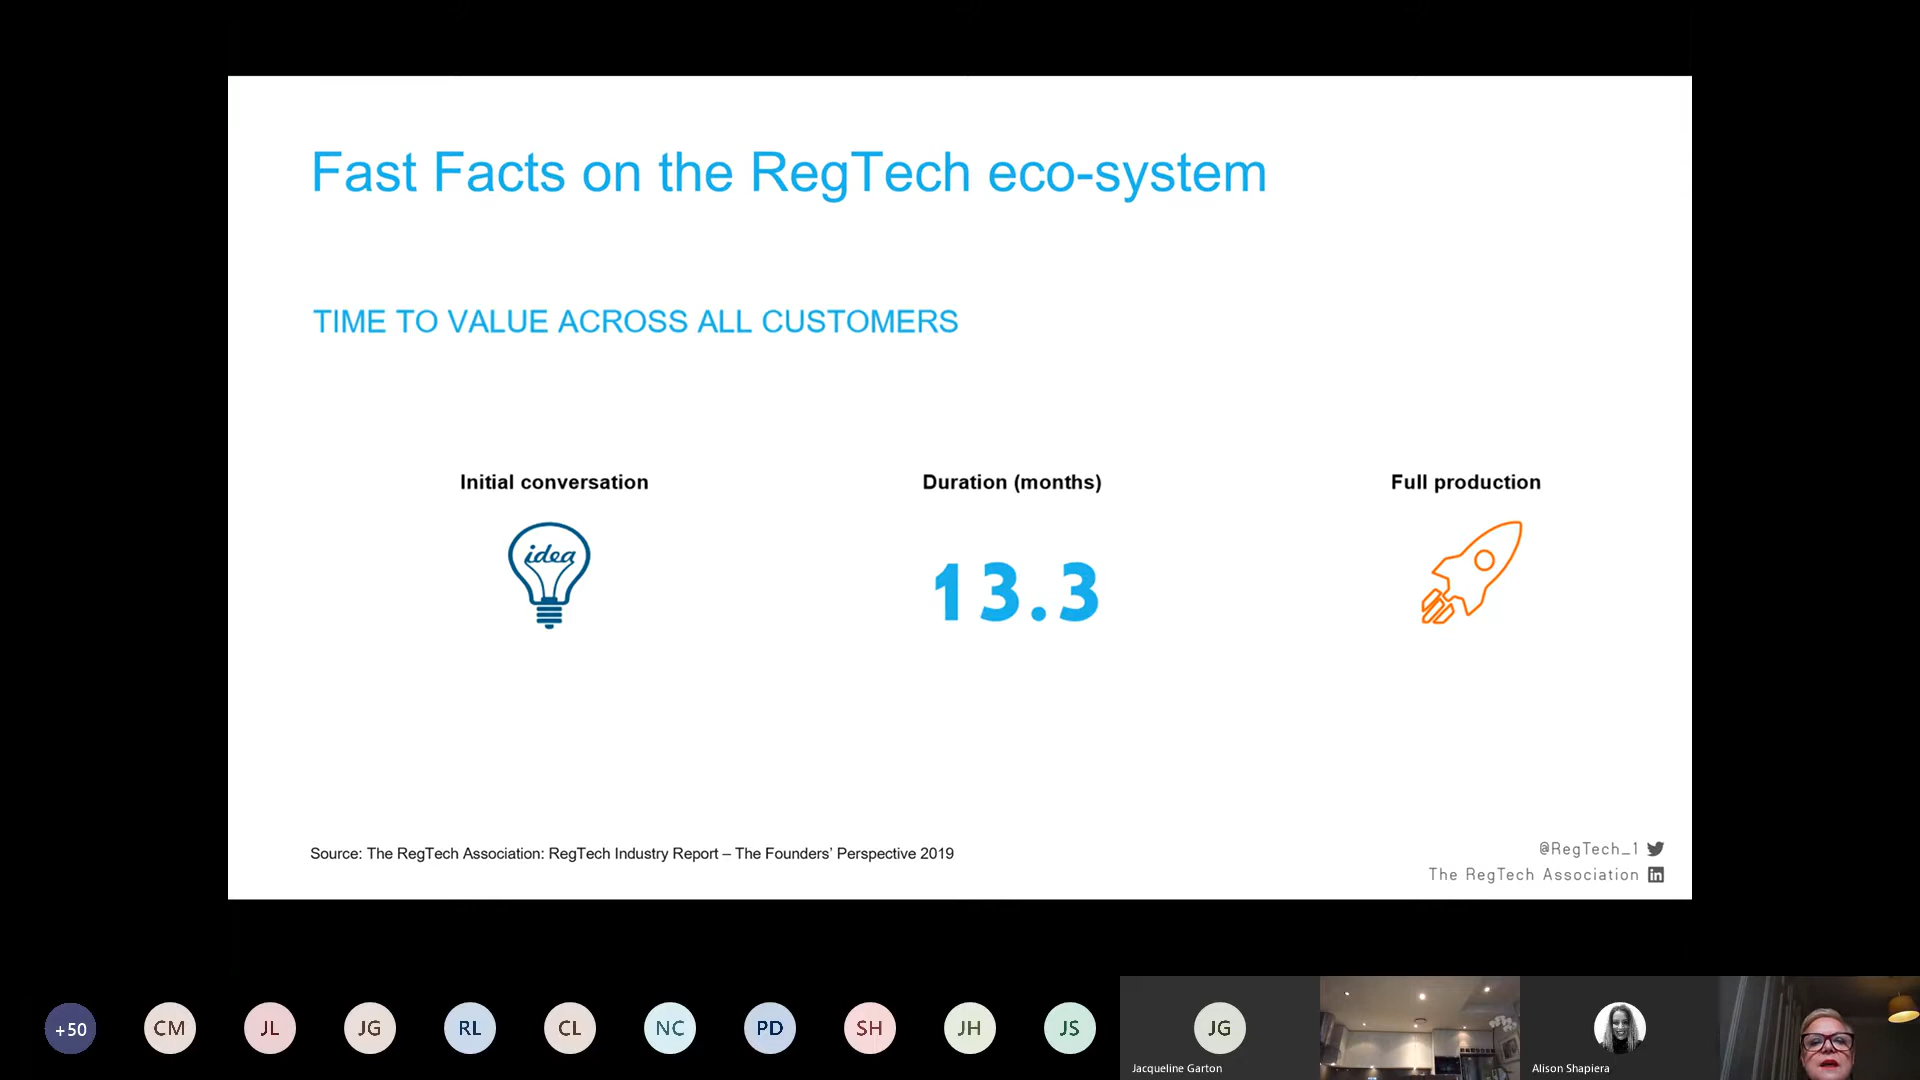 Fast Facts on the RegTech eco-system
TIME TO VALUE ACROSS ALL CUSTOMERS
Initial conversation
Duration (months)
Full production
idea
13.3
Source: The RegTech Association: RegTech Industry Report – The Founders’ Perspective 2019
@RegTech_1
The RegTech Association in
+50
CM
JL
JG
RL
CL
NC
PD
SH
JH
JS
JG
Jacqueline Garton
Alison Shapiera